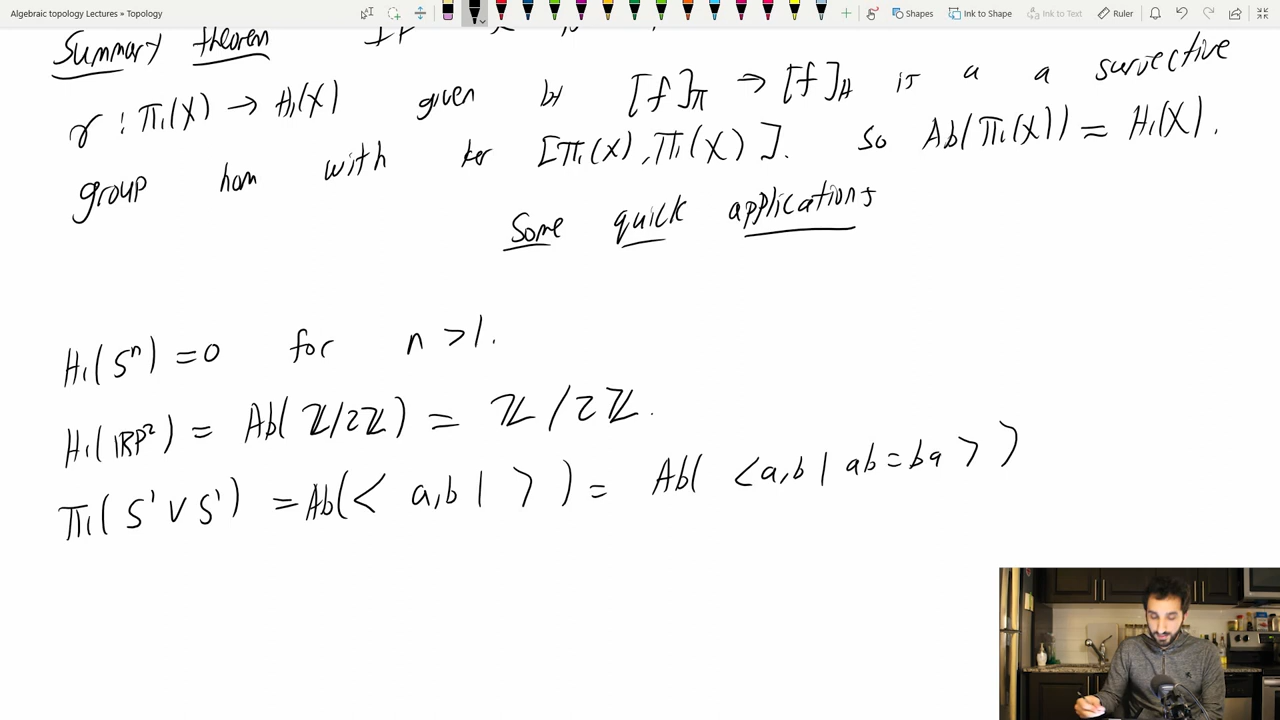 Algebraic topology Lectures » Topology
Shapes Ink to Shape Ink to Text Ruler
Summary theorem If
γ : π₁(X) → H₁(X) given by [f]π → [f]H is a a surjective
group hom with ker [π₁(X), π₁(X)]. So Ab(π₁(X)) = H₁(X).
Some quick applications
H₁(Sⁿ) = 0 for n > 1.
H₁(ℝP²) = Ab(ℤ/2ℤ) = ℤ/2ℤ.
π₁(S¹ ∨ S¹) = Ab(< a,b | >) = Ab( <a,b | ab = ba > )